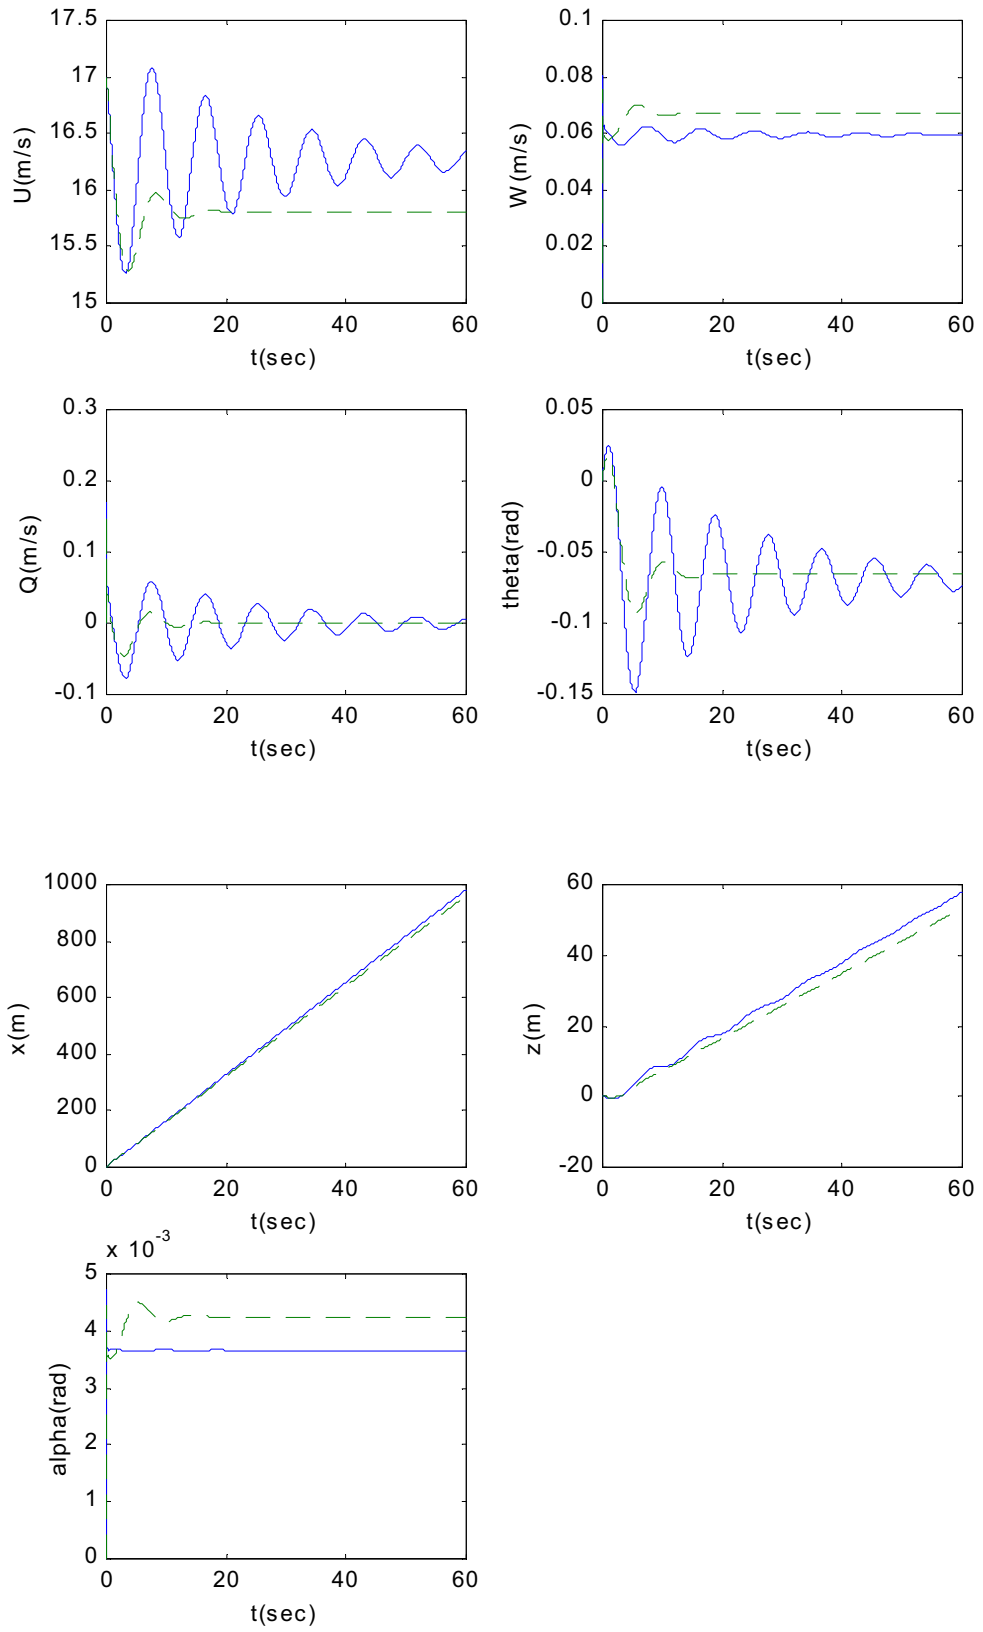 17.5
17
16.5
16
15.5
15
U(m/s)
0 20 40 60
t(sec)
0.1
0.08
0.06
0.04
0.02
0
W(m/s)
0 20 40 60
t(sec)
0.3
0.2
0.1
0
-0.1
Q(m/s)
0 20 40 60
t(sec)
0.05
0
-0.05
-0.1
-0.15
theta(rad)
0 20 40 60
t(sec)
1000
800
600
400
200
0
x(m)
0 20 40 60
t(sec)
60
40
20
0
-20
z(m)
0 20 40 60
t(sec)
x 10^-3
5
4
3
2
1
0
alpha(rad)
0 20 40 60
t(sec)